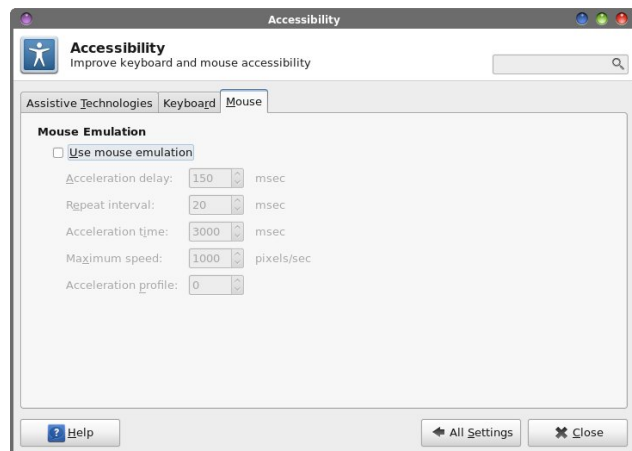 Accessibility
Accessibility
Improve keyboard and mouse accessibility
Assistive Technologies Keyboard Mouse
Mouse Emulation
Use mouse emulation
Acceleration delay: 150 msec
Repeat interval: 20 msec
Acceleration time: 3000 msec
Maximum speed: 1000 pixels/sec
Acceleration profile: 0
? Help All Settings Close